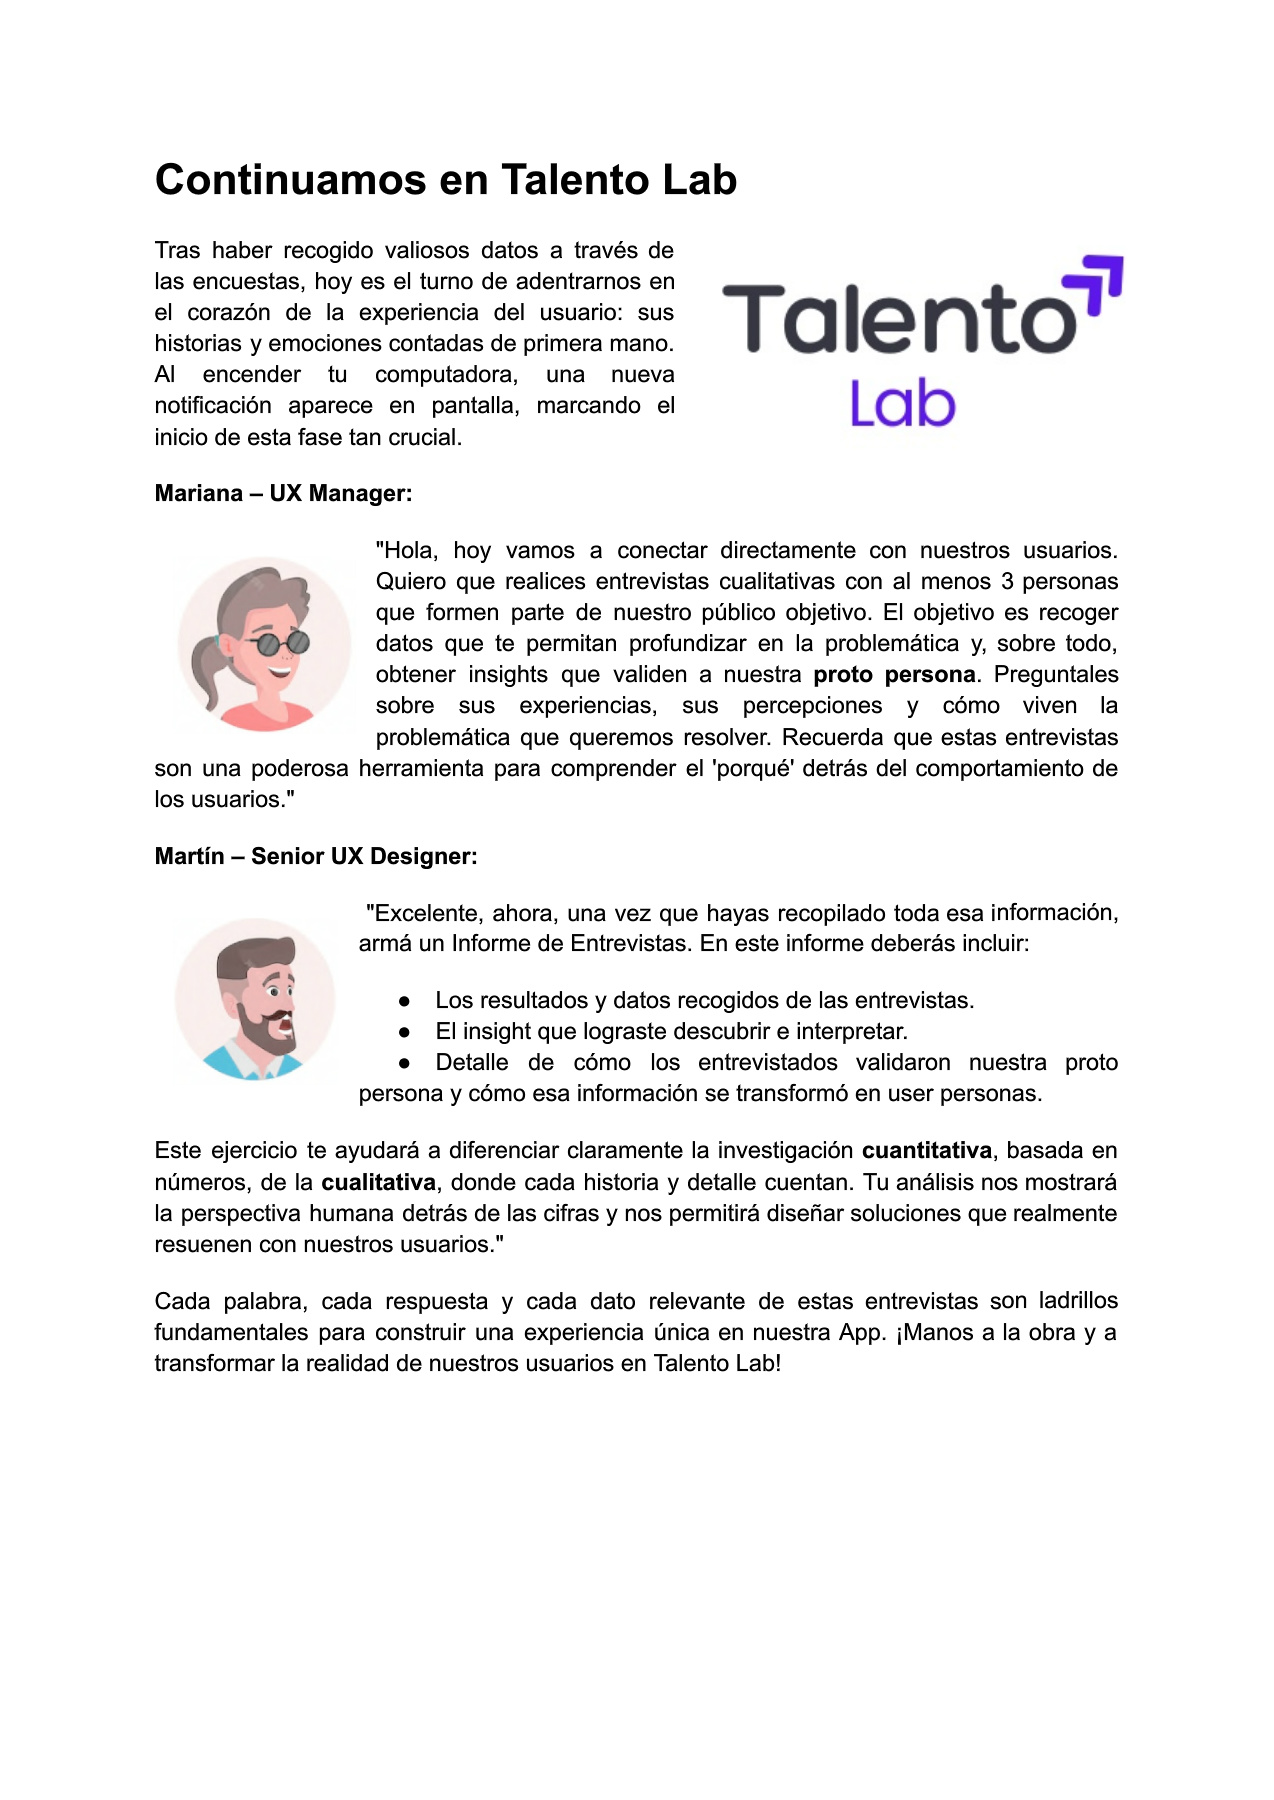 Continuamos en Talento Lab
Tras haber recogido valiosos datos a través de
las encuestas, hoy es el turno de adentrarnos en
el corazón de la experiencia del usuario: sus
historias y emociones contadas de primera mano.
Al encender tu computadora, una nueva
notificación aparece en pantalla, marcando el
inicio de esta fase tan crucial.
Talento
Lab
Mariana – UX Manager:
"Hola, hoy vamos a conectar directamente con nuestros usuarios.
Quiero que realices entrevistas cualitativas con al menos 3 personas
que formen parte de nuestro público objetivo. El objetivo es recoger
datos que te permitan profundizar en la problemática y, sobre todo,
obtener insights que validen a nuestra proto persona. Preguntales
sobre sus experiencias, sus percepciones y cómo viven la
problemática que queremos resolver. Recuerda que estas entrevistas
son una poderosa herramienta para comprender el 'porqué' detrás del comportamiento de
los usuarios."
Martín – Senior UX Designer:
"Excelente, ahora, una vez que hayas recopilado toda esa información,
armá un Informe de Entrevistas. En este informe deberás incluir:
● Los resultados y datos recogidos de las entrevistas.
● El insight que lograste descubrir e interpretar.
● Detalle de cómo los entrevistados validaron nuestra proto
persona y cómo esa información se transformó en user personas.
Este ejercicio te ayudará a diferenciar claramente la investigación cuantitativa, basada en
números, de la cualitativa, donde cada historia y detalle cuentan. Tu análisis nos mostrará
la perspectiva humana detrás de las cifras y nos permitirá diseñar soluciones que realmente
resuenen con nuestros usuarios."
Cada palabra, cada respuesta y cada dato relevante de estas entrevistas son ladrillos
fundamentales para construir una experiencia única en nuestra App. ¡Manos a la obra y a
transformar la realidad de nuestros usuarios en Talento Lab!